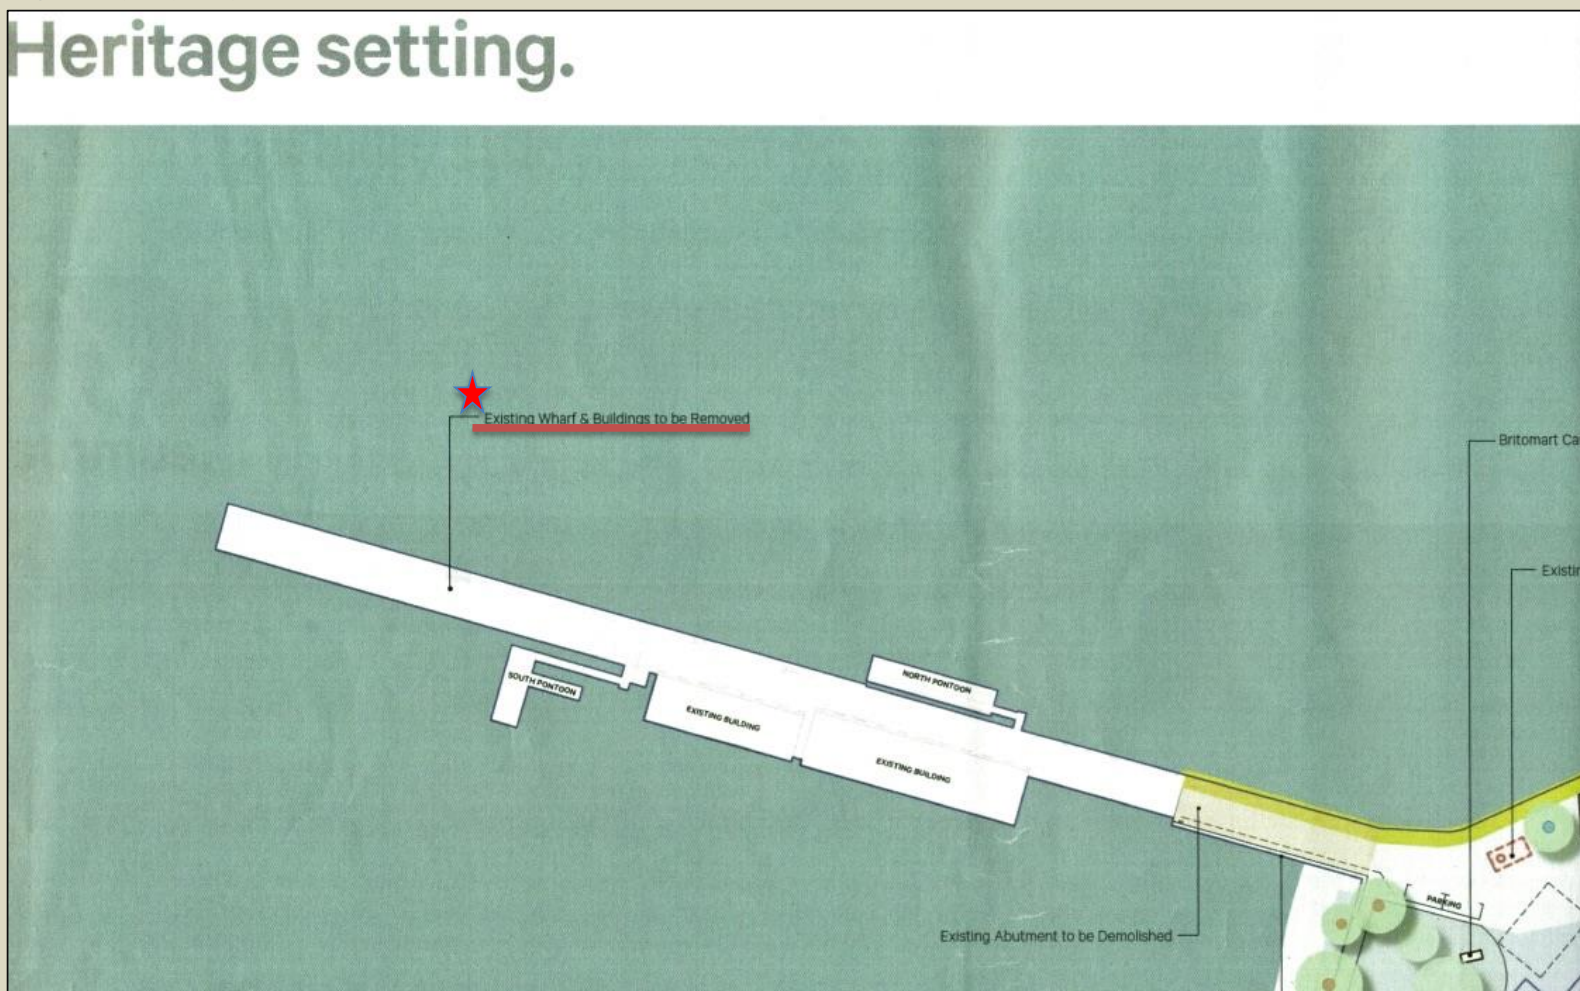 Heritage setting.
Existing Wharf & Buildings to be Removed
Britomart Ca
Existin
SOUTH PONTOON
NORTH PONTOON
EXISTING BUILDING
EXISTING BUILDING
PARKING
Existing Abutment to be Demolished